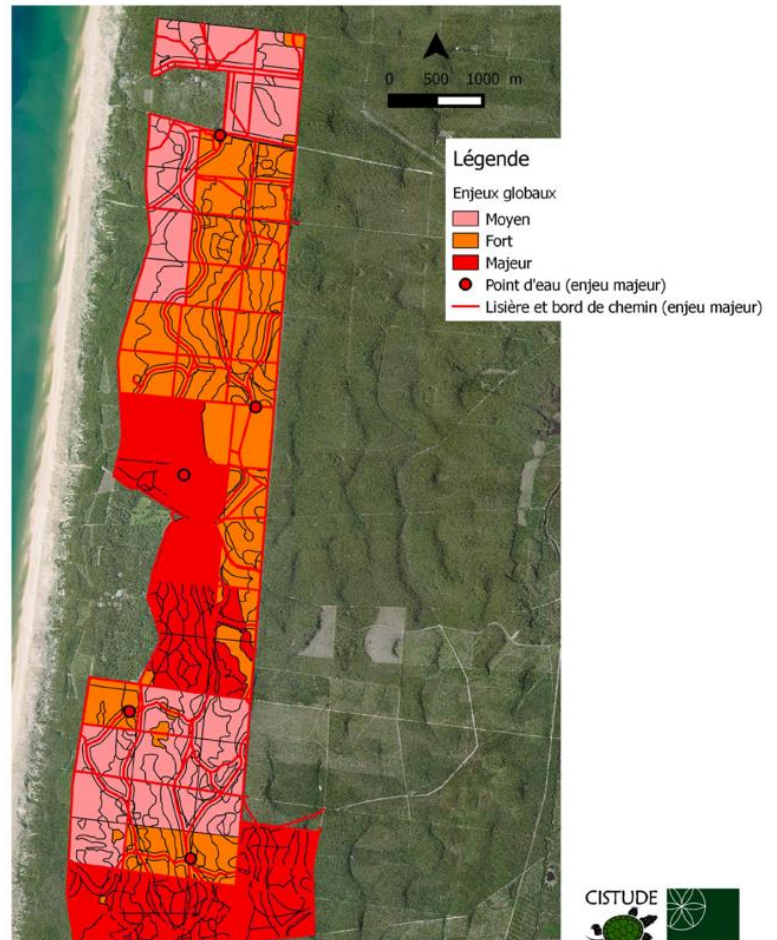 0 500 1000 m
Légende
Enjeux globaux
Moyen
Fort
Majeur
Point d'eau (enjeu majeur)
Lisière et bord de chemin (enjeu majeur)
CISTUDE